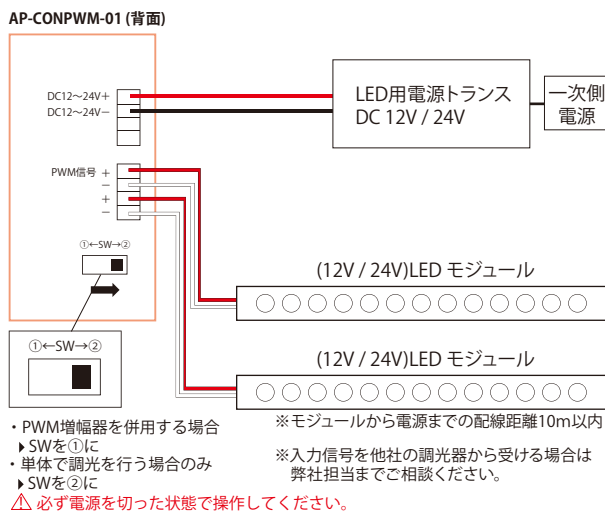 AP-CONPWM-01 (背面)
DC12～24V+
DC12～24V−
LED用電源トランス
DC 12V / 24V
一次側
電源
PWM信号 +
−
+
−
①←SW→②
(12V / 24V)LED モジュール
①←SW→②
(12V / 24V)LED モジュール
・PWM増幅器を併用する場合
▶SWを①に
・単体で調光を行う場合のみ
▶SWを②に
⚠ 必ず電源を切った状態で操作してください。
※モジュールから電源までの配線距離10m以内
※入力信号を他社の調光器から受ける場合は
弊社担当までご相談ください。